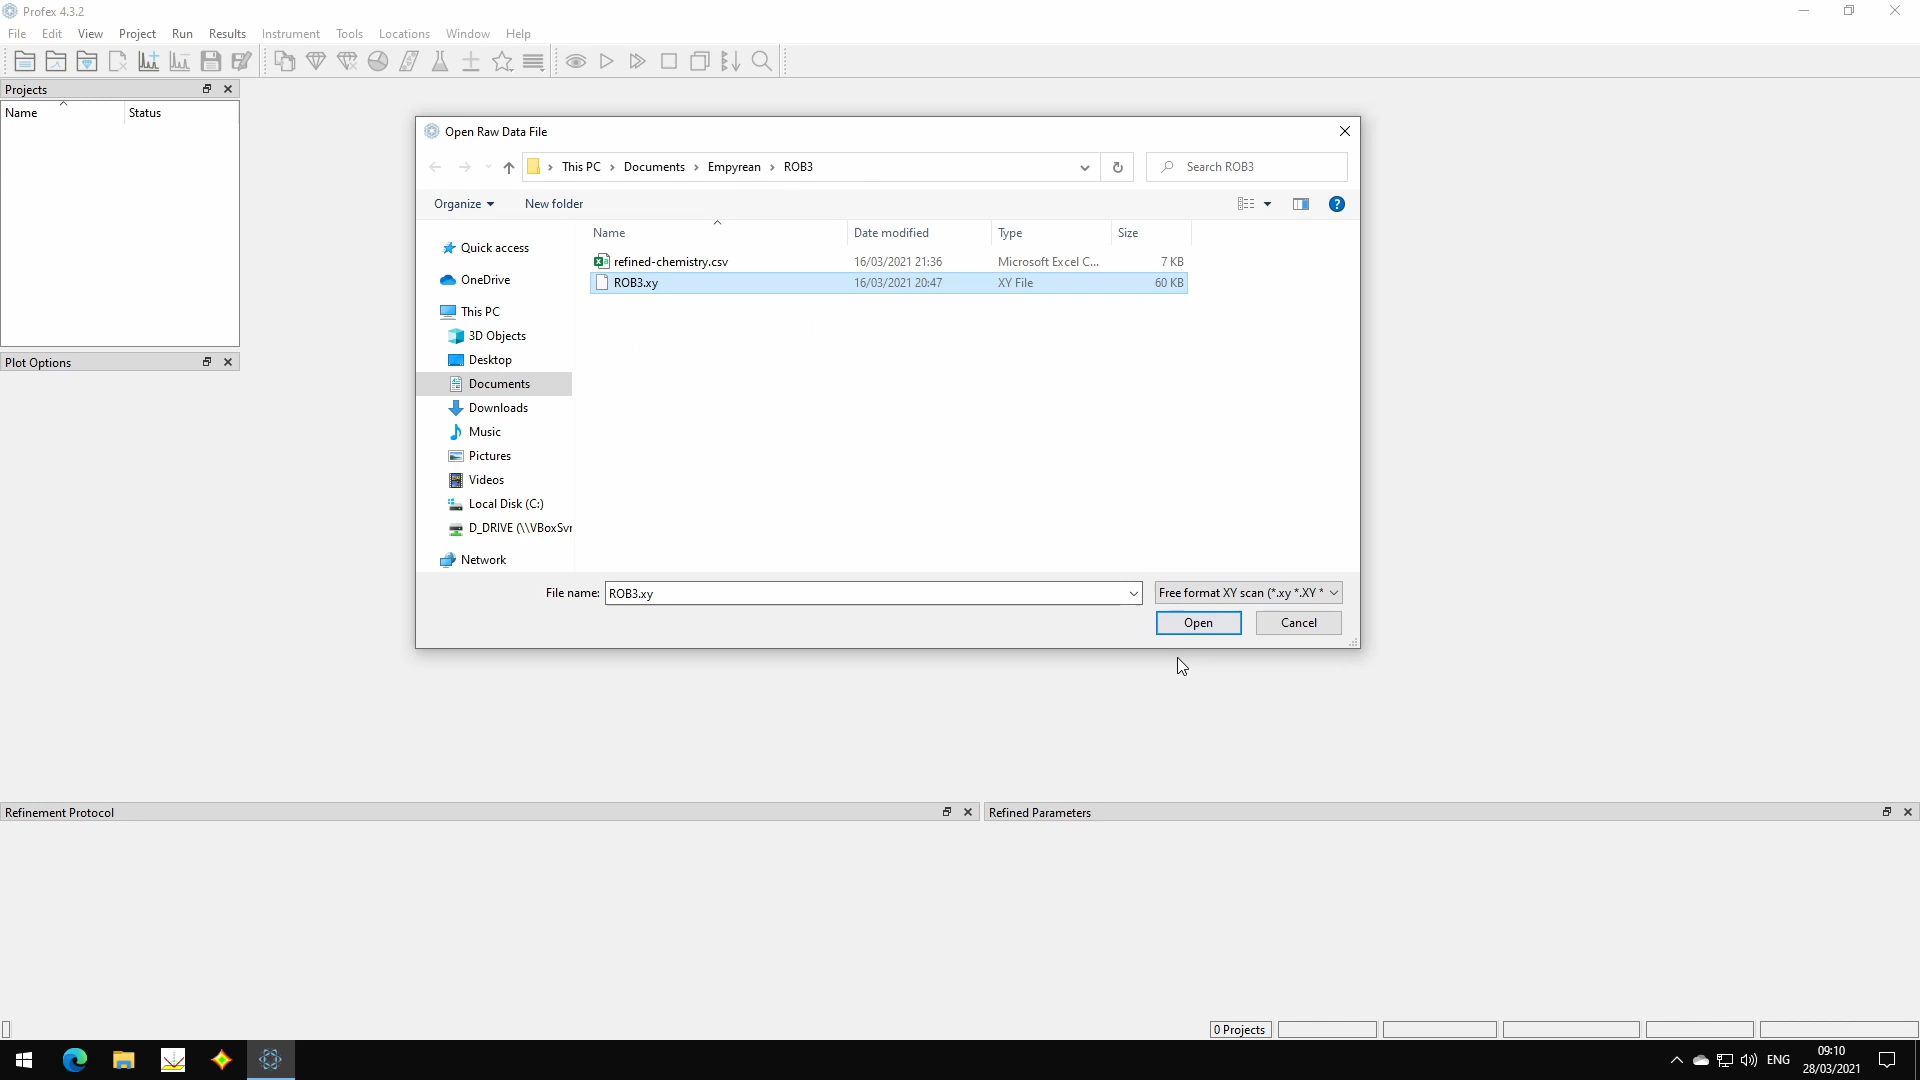 Profex 4.3.2
File Edit View Project Run Results Instrument Tools Locations Window Help
Projects
Name Status
Plot Options
Open Raw Data File
This PC Documents Empyrean ROB3
Search ROB3
Organize New folder
Name Date modified Type Size
refined-chemistry.csv 16/03/2021 21:36 Microsoft Excel C... 7 KB
ROB3.xy 16/03/2021 20:47 XY File 60 KB
Quick access
OneDrive
This PC
3D Objects
Desktop
Documents
Downloads
Music
Pictures
Videos
Local Disk (C:)
D_DRIVE (\\VBoxSvr
Network
File name: ROB3.xy Free format XY scan (*.xy *.XY *
Open Cancel
Refinement Protocol
Refined Parameters
0 Projects
ENG
09:10
28/03/2021